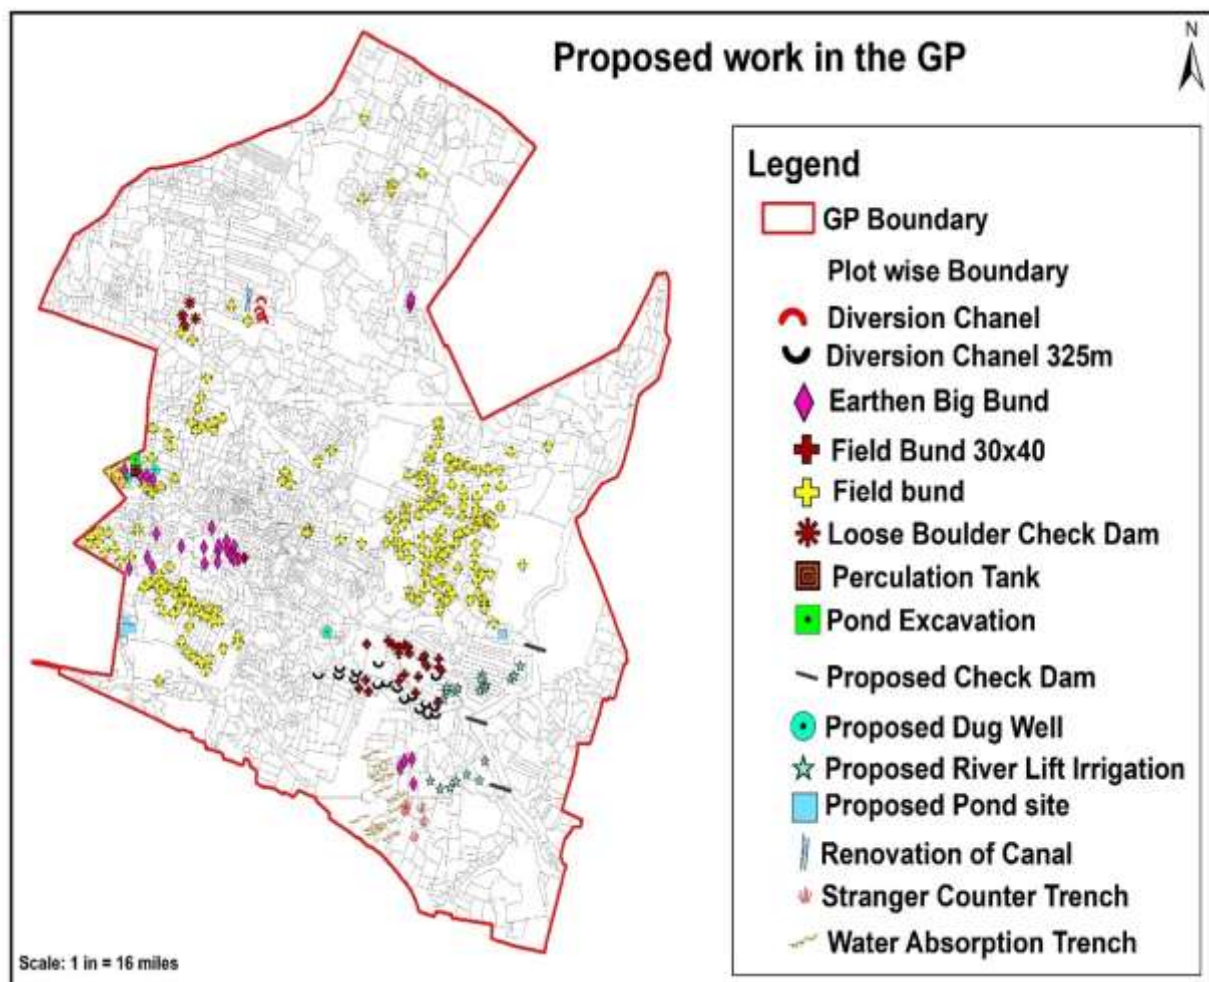 Proposed work in the GP
N
Legend
GP Boundary
Plot wise Boundary
Diversion Chanel
Diversion Chanel 325m
Earthen Big Bund
Field Bund 30x40
Field bund
Loose Boulder Check Dam
Perculation Tank
Pond Excavation
Proposed Check Dam
Proposed Dug Well
Proposed River Lift Irrigation
Proposed Pond site
Renovation of Canal
Stranger Counter Trench
Water Absorption Trench
Scale: 1 in = 16 miles